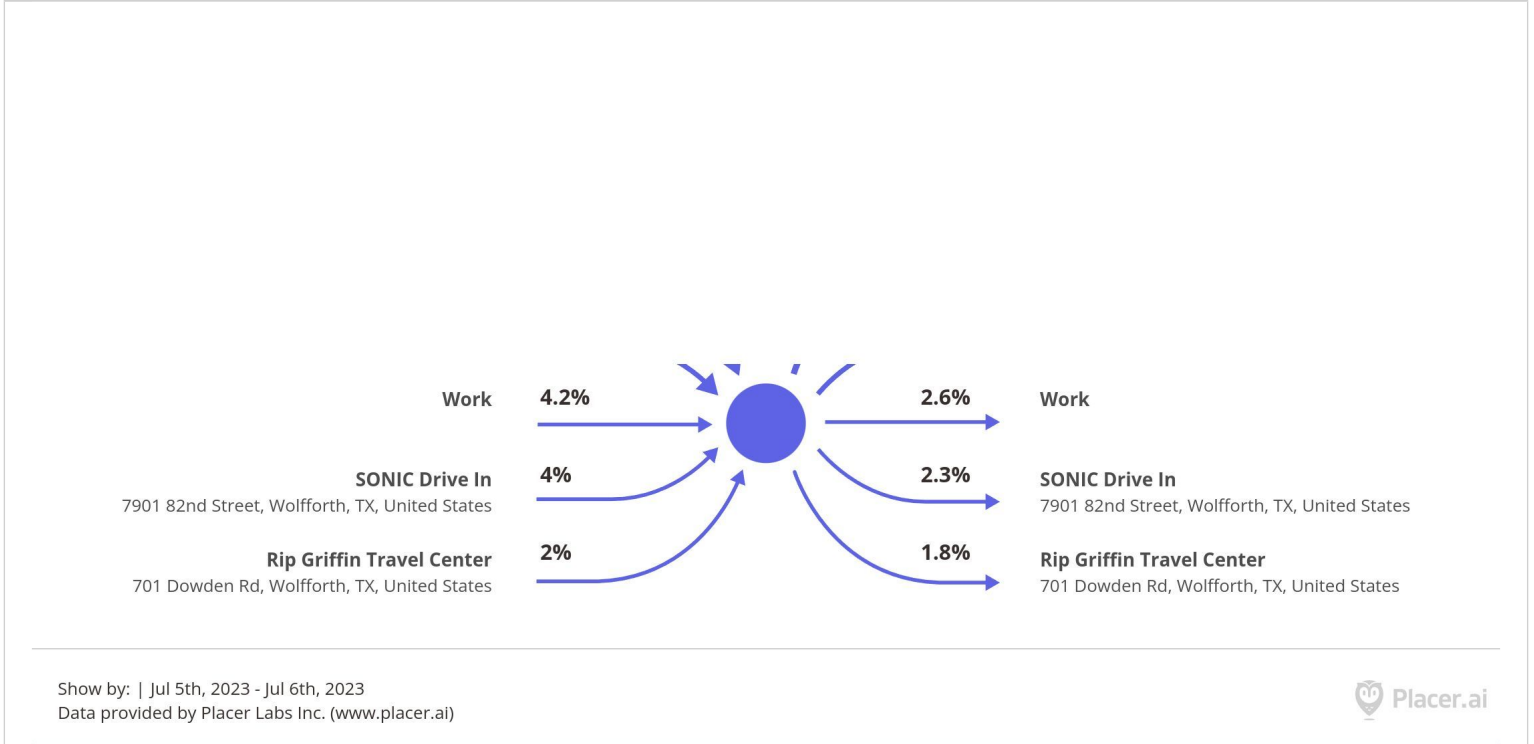 Work 4.2% 2.6% Work
SONIC Drive In 4% 2.3% SONIC Drive In
7901 82nd Street, Wolfforth, TX, United States 7901 82nd Street, Wolfforth, TX, United States
Rip Griffin Travel Center 2% 1.8% Rip Griffin Travel Center
701 Dowden Rd, Wolfforth, TX, United States 701 Dowden Rd, Wolfforth, TX, United States
Show by: | Jul 5th, 2023 - Jul 6th, 2023
Data provided by Placer Labs Inc. (www.placer.ai)
Placer.ai